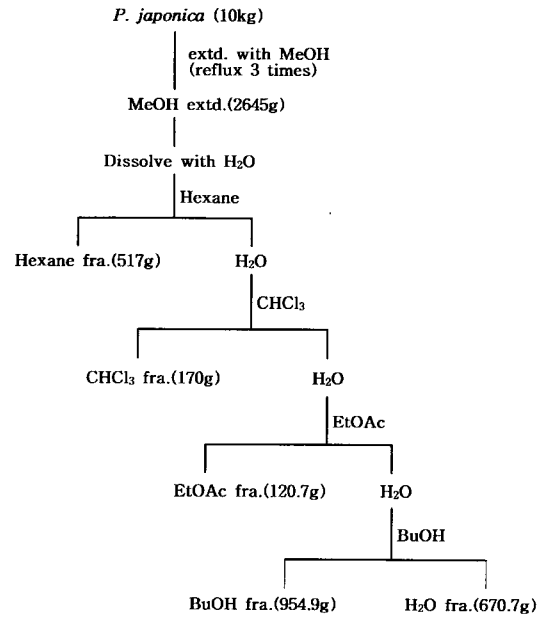 P. japonica (10kg)
extd. with MeOH
(reflux 3 times)
MeOH extd.(2645g)
Dissolve with H₂O
Hexane
Hexane fra.(517g) H₂O
CHCl₃
CHCl₃ fra.(170g) H₂O
EtOAc
EtOAc fra.(120.7g) H₂O
BuOH
BuOH fra.(954.9g) H₂O fra.(670.7g)